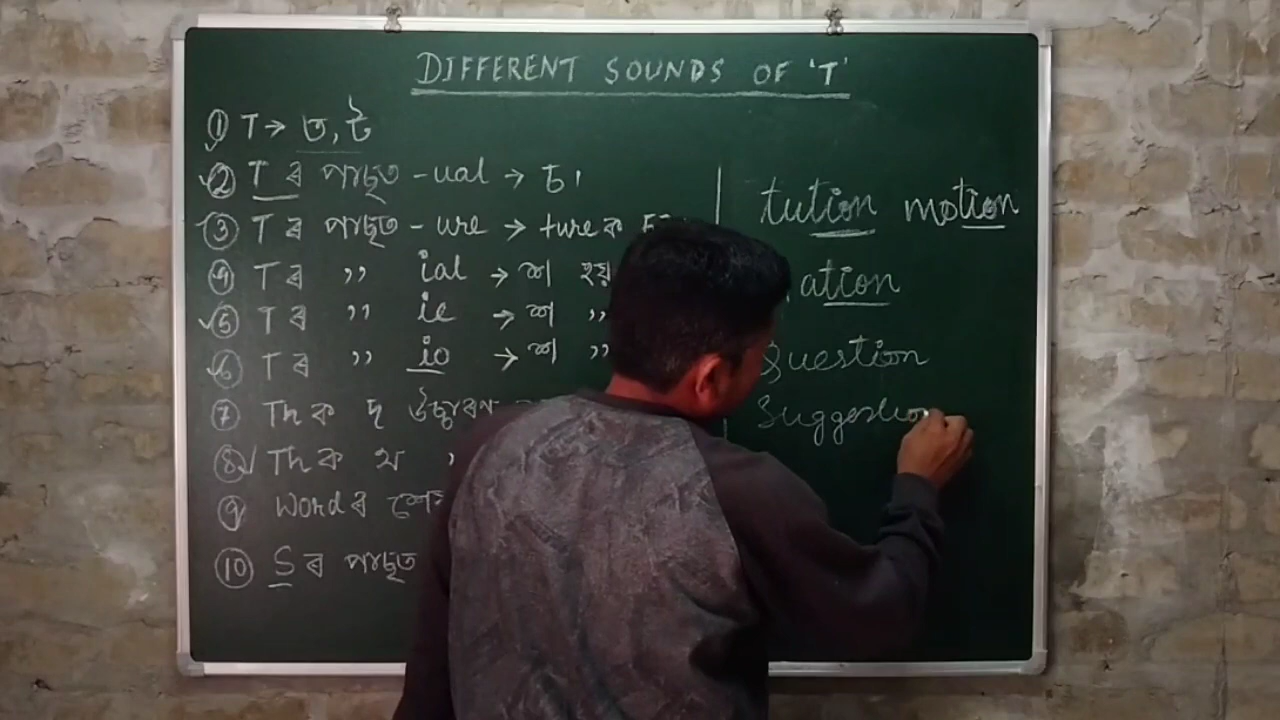 DIFFERENT SOUNDS OF 'T'
① T → ত, ট
② T ৰ পাছত - ual → চা
③ T ৰ পাছত - ure → ture ক
④ T ৰ ,, ial → শ্ব হয়
⑤ T ৰ ,, ie → শ্ব ,,
⑥ T ৰ ,, io → শ্ব ,,
⑦ Th ক দ উচ্চাৰণ
⑧ Th ক থ
⑨ Word ৰ
⑩ S ৰ পাছত
tution motion
ation
Question
Suggestion